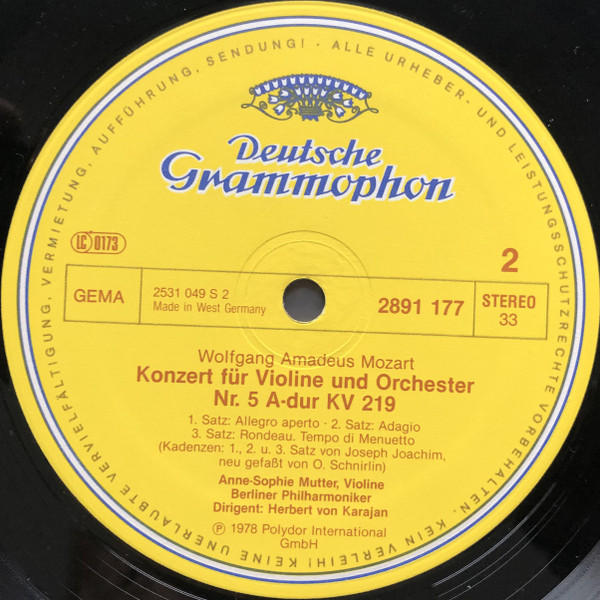 KEINE UNERLAUBTE VERVIELFÄLTIGUNG, VERMIETUNG, AUFFÜHRUNG, SENDUNG! · ALLE URHEBER- UND LEISTUNGSSCHUTZRECHTE VORBEHALTEN. KEIN VERLEIH!
Deutsche
Grammophon
LC 0173
2
GEMA
2531 049 S 2
Made in West Germany
2891 177
STEREO
33
Wolfgang Amadeus Mozart
Konzert für Violine und Orchester
Nr. 5 A-dur KV 219
1. Satz: Allegro aperto · 2. Satz: Adagio
3. Satz: Rondeau. Tempo di Menuetto
(Kadenzen: 1., 2. u. 3. Satz von Joseph Joachim,
neu gefaßt von O. Schnirlin)
Anne-Sophie Mutter, Violine
Berliner Philharmoniker
Dirigent: Herbert von Karajan
Ⓟ 1978 Polydor International
GmbH